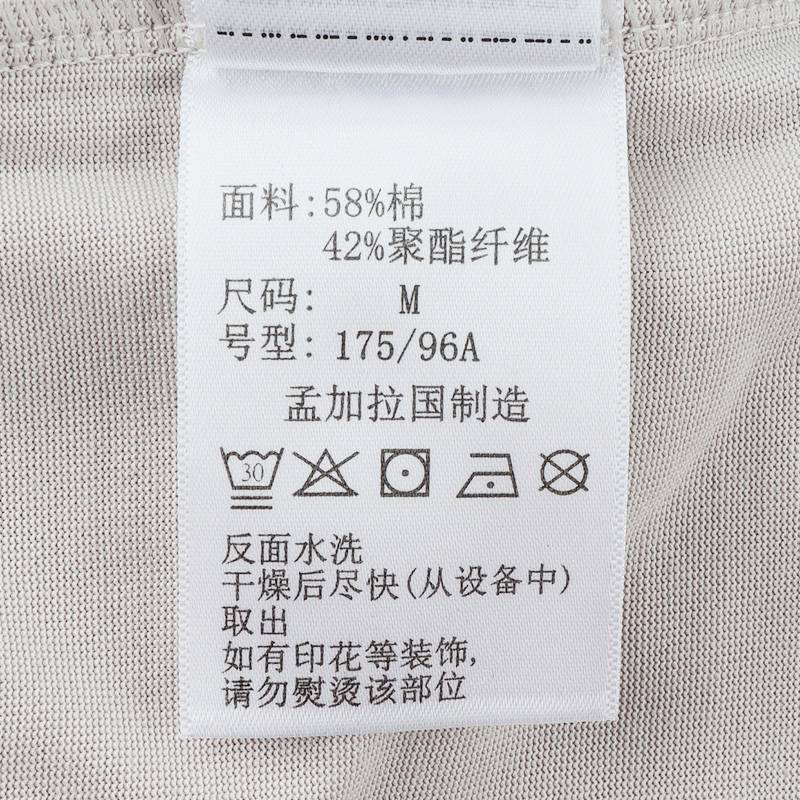 面料:58%棉
42%聚酯纤维
尺码: M
号型: 175/96A
孟加拉国制造
30
反面水洗
干燥后尽快(从设备中)
取出
如有印花等装饰,
请勿熨烫该部位